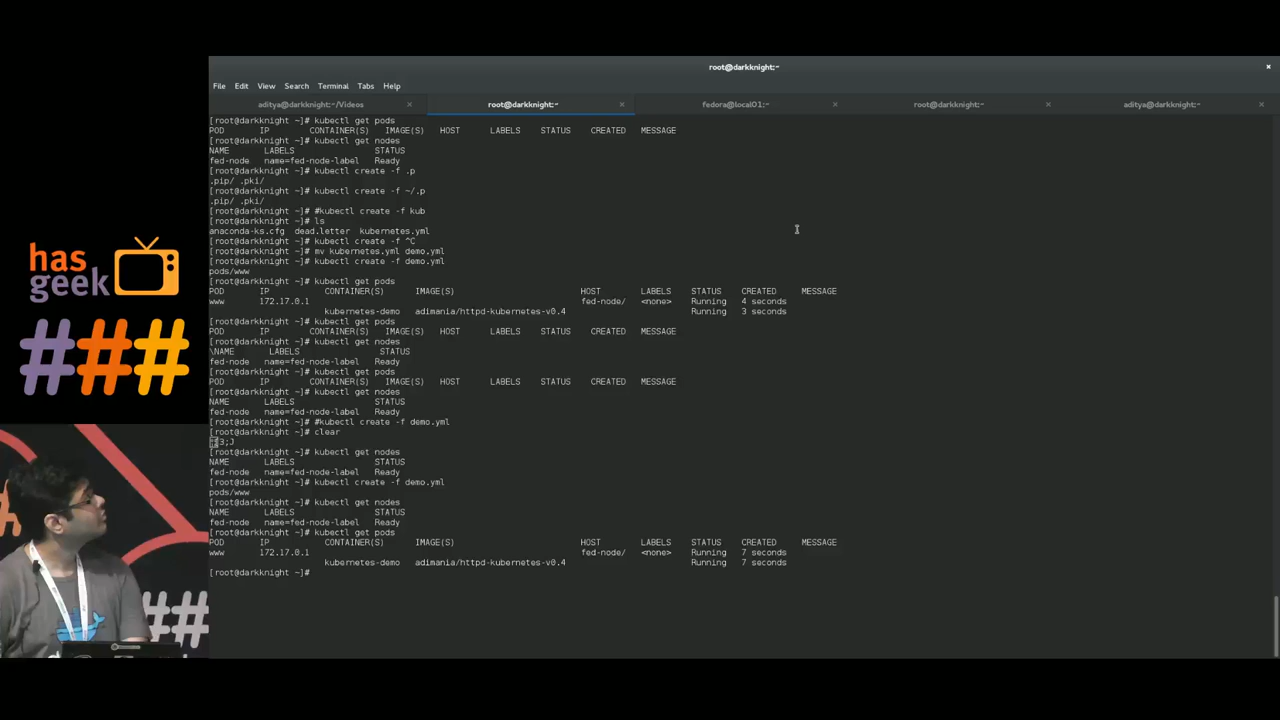 root@darkknight:~
File Edit View Search Terminal Tabs Help
aditya@darkknight:~/Videos root@darkknight:~ fedora@local01:~ root@darkknight:~ aditya@darkknight:~
[root@darkknight ~]# kubectl get pods
POD IP CONTAINER(S) IMAGE(S) HOST LABELS STATUS CREATED MESSAGE
[root@darkknight ~]# kubectl get nodes
NAME LABELS STATUS
fed-node name=fed-node-label Ready
[root@darkknight ~]# kubectl create -f .p
.pip/ .pki/
[root@darkknight ~]# kubectl create -f ~/.p
.pip/ .pki/
[root@darkknight ~]# #kubectl create -f kub
[root@darkknight ~]# ls
anaconda-ks.cfg dead.letter kubernetes.yml
[root@darkknight ~]# kubectl create -f ^C
[root@darkknight ~]# mv kubernetes.yml demo.yml
[root@darkknight ~]# kubectl create -f demo.yml
pods/www
[root@darkknight ~]# kubectl get pods
POD IP CONTAINER(S) IMAGE(S) HOST LABELS STATUS CREATED MESSAGE
www 172.17.0.1 fed-node/ <none> Running 4 seconds
kubernetes-demo adimania/httpd-kubernetes-v0.4 Running 3 seconds
[root@darkknight ~]# kubectl get pods
POD IP CONTAINER(S) IMAGE(S) HOST LABELS STATUS CREATED MESSAGE
[root@darkknight ~]# kubectl get nodes
\NAME LABELS STATUS
fed-node name=fed-node-label Ready
[root@darkknight ~]# kubectl get pods
POD IP CONTAINER(S) IMAGE(S) HOST LABELS STATUS CREATED MESSAGE
[root@darkknight ~]# kubectl get nodes
NAME LABELS STATUS
fed-node name=fed-node-label Ready
[root@darkknight ~]# #kubectl create -f demo.yml
[root@darkknight ~]# clear
3;J
[root@darkknight ~]# kubectl get nodes
NAME LABELS STATUS
fed-node name=fed-node-label Ready
[root@darkknight ~]# kubectl create -f demo.yml
pods/www
[root@darkknight ~]# kubectl get nodes
NAME LABELS STATUS
fed-node name=fed-node-label Ready
[root@darkknight ~]# kubectl get pods
POD IP CONTAINER(S) IMAGE(S) HOST LABELS STATUS CREATED MESSAGE
www 172.17.0.1 fed-node/ <none> Running 7 seconds
kubernetes-demo adimania/httpd-kubernetes-v0.4 Running 7 seconds
[root@darkknight ~]#
has
geek
###
##